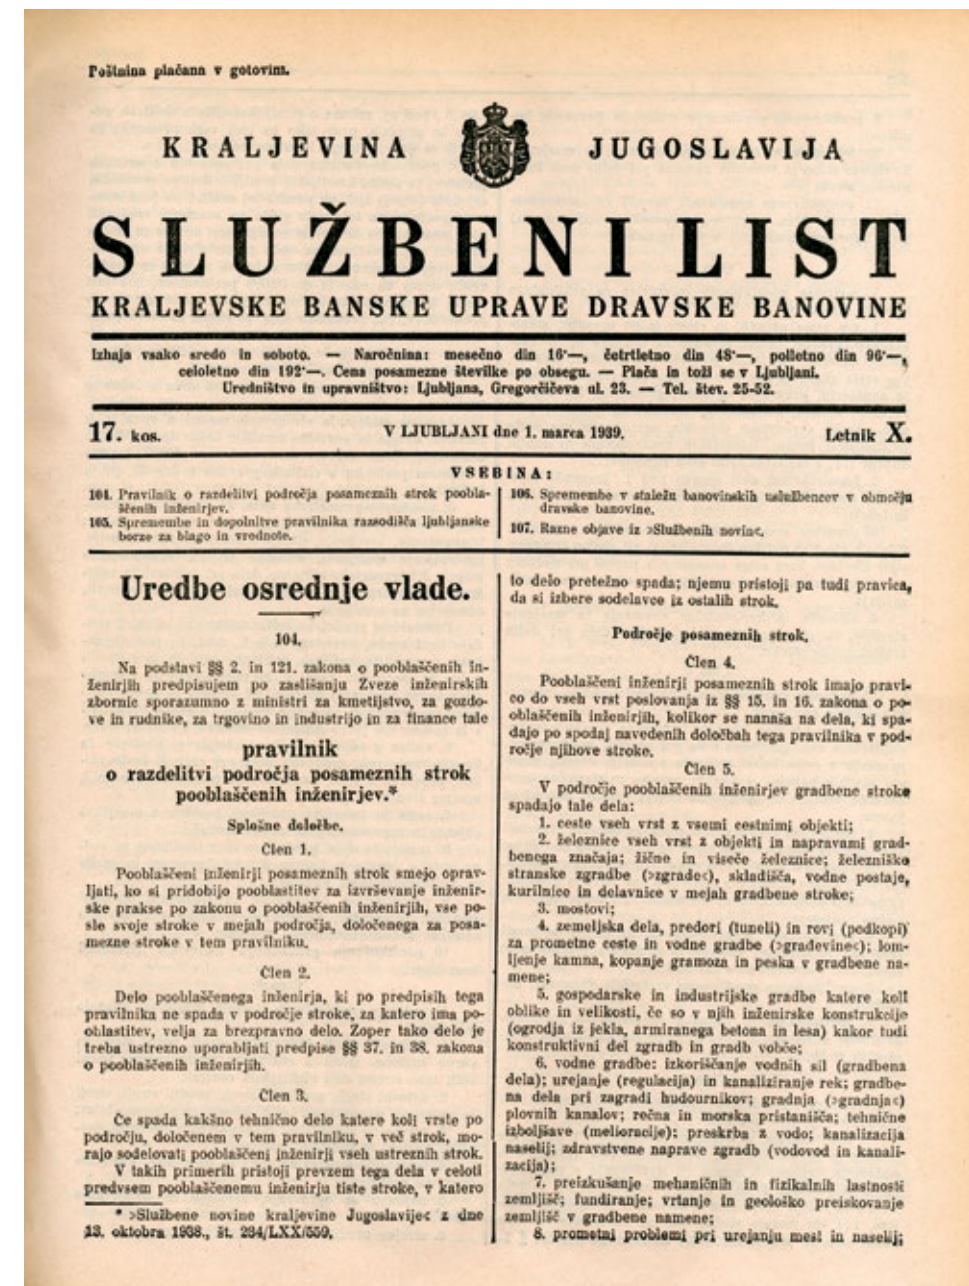 Poštnina plačana v gotovini.
KRALJEVINA JUGOSLAVIJA
SLUŽBENI LIST
KRALJEVSKE BANSKE UPRAVE DRAVSKE BANOVINE
Izhaja vsako sredo in soboto. — Naročnina: mesečno din 16·—, četrtletno din 48·—, polletno din 96·—,
celoletno din 192·—. Cena posamezne številke po obsegu. — Plača in toži se v Ljubljani.
Uredništvo in upravništvo: Ljubljana, Gregorčičeva ul. 23. — Tel. štev. 25-52.
17. kos. V LJUBLJANI dne 1. marca 1939. Letnik X.
VSEBINA:
104. Pravilnik o razdelitvi področja posameznih strok poobla-
ščenih inženirjev.
105. Spremembe in dopolnitve pravilnika razsodišča ljubljanske
borze za blago in vrednote.
106. Spremembe v staležu banovinskih uslužbencev v območju
dravske banovine.
107. Razne objave iz »Službenih novin«.
Uredbe osrednje vlade.
104.
Na podstavi §§ 2. in 121. zakona o pooblaščenih in-
ženirjih predpisujem po zaslišanju Zveze inženirskih
zbornic sporazumno z ministri za kmetijstvo, za gozdo-
ve in rudnike, za trgovino in industrijo in za finance tale
pravilnik
o razdelitvi področja posameznih strok
pooblaščenih inženirjev.*
Splošne določbe.
Člen 1.
Pooblaščeni inženirji posameznih strok smejo oprav-
ljati, ko si pridobijo pooblastitev za izvrševanje inženir-
ske prakse po zakonu o pooblaščenih inženirjih, vse po-
sle svoje stroke v mejah področja, določenega za posa-
mezne stroke v tem pravilniku.
Člen 2.
Delo pooblaščenega inženirja, ki po predpisih tega
pravilnika ne spada v področje stroke, za katero ima po-
oblastitev, velja za brezpravno delo. Zoper tako delo je
treba ustrezno uporabljati predpise §§ 37. in 38. zakona
o pooblaščenih inženirjih.
Člen 3.
Če spada kakšno tehnično delo katere koli vrste po
področju, določenem v tem pravilniku, v več strok, mo-
rajo sodelovati pooblaščeni inženirji vseh ustreznih strok.
V takih primerih pristoji prevzem tega dela v celoti
predvsem pooblaščenemu inženirju tiste stroke, v katero
* »Službene novine kraljevine Jugoslavije« z dne
13. oktobra 1938., št. 234/LXX/559.
to delo pretežno spada; njemu pristoji pa tudi pravica,
da si izbere sodelavce iz ostalih strok.
Področje posameznih strok.
Člen 4.
Pooblaščeni inženirji posameznih strok imajo pravi-
co do vseh vrst poslovanja iz §§ 15. in 16. zakona o po-
oblaščenih inženirjih, kolikor se nanaša na dela, ki spa-
dajo po spodaj navedenih določbah tega pravilnika v pod-
ročje njihove stroke.
Člen 5.
V področje pooblaščenih inženirjev gradbene stroke
spadajo tale dela:
1. ceste vseh vrst z vsemi cestnimi objekti;
2. železnice vseh vrst z objekti in napravami grad-
benega značaja; žične in viseče železnice; železniške
stranske zgradbe (»zgrade«), skladišča, vodne postaje,
kurilnice in delavnice v mejah gradbene stroke;
3. mostovi;
4. zemeljska dela, predori (tuneli) in rovi (podkopi)
za prometne ceste in vodne gradbe (»gradevine«); lom-
ljenje kamna, kopanje gramoza in peska v gradbene na-
mene;
5. gospodarske in industrijske gradbe katere koli
oblike in velikosti, če so v njih inženirske konstrukcije
(ogrodja iz jekla, armiranega betona in lesa) kakor tudi
konstruktivni del zgradb in gradb vobče;
6. vodne gradbe: izkoriščanje vodnih sil (gradbena
dela); urejanje (regulacija) in kanaliziranje rek; gradbe-
na dela pri zagradi hudournikov; gradnja (»gradnja«)
plovnih kanalov; rečna in morska pristanišča; tehnične
izboljšave (melioracije); preskrba z vodo; kanalizacija
naselij; zdravstvene naprave zgradb (vodovod in kanali-
zacija);
7. preizkušanje mehaničnih in fizikalnih lastnosti
zemljišč; fundiranje; vrtanje in geološko preiskovanje
zemljišč v gradbene namene;
8. prometni problemi pri urejanju mest in naselij;